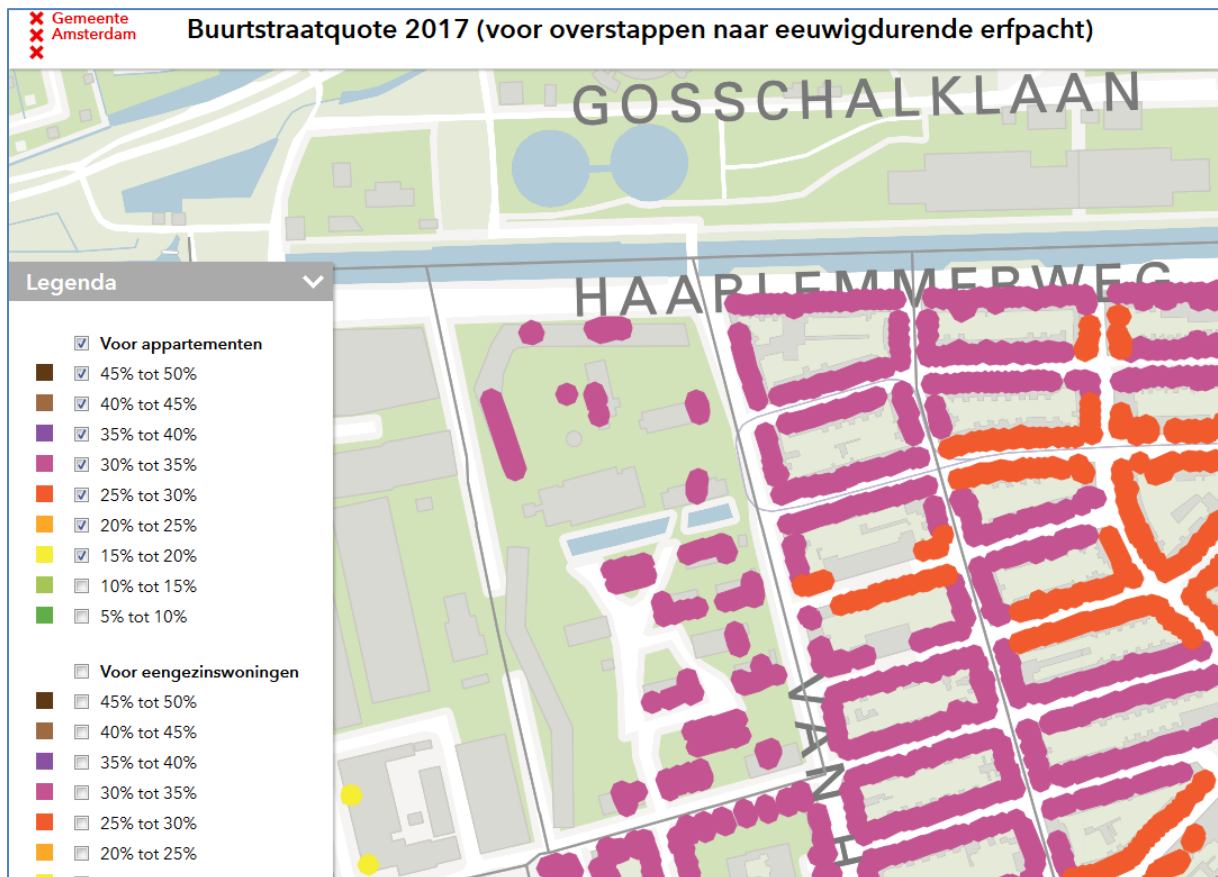 Gemeente
Amsterdam
Buurtstraatquote 2017 (voor overstappen naar eeuwigdurende erfpacht)
GOSSCHALKLAAN
HAARLEMMERWEG
Legenda
Voor appartementen
45% tot 50%
40% tot 45%
35% tot 40%
30% tot 35%
25% tot 30%
20% tot 25%
15% tot 20%
10% tot 15%
5% tot 10%
Voor eengezinswoningen
45% tot 50%
40% tot 45%
35% tot 40%
30% tot 35%
25% tot 30%
20% tot 25%